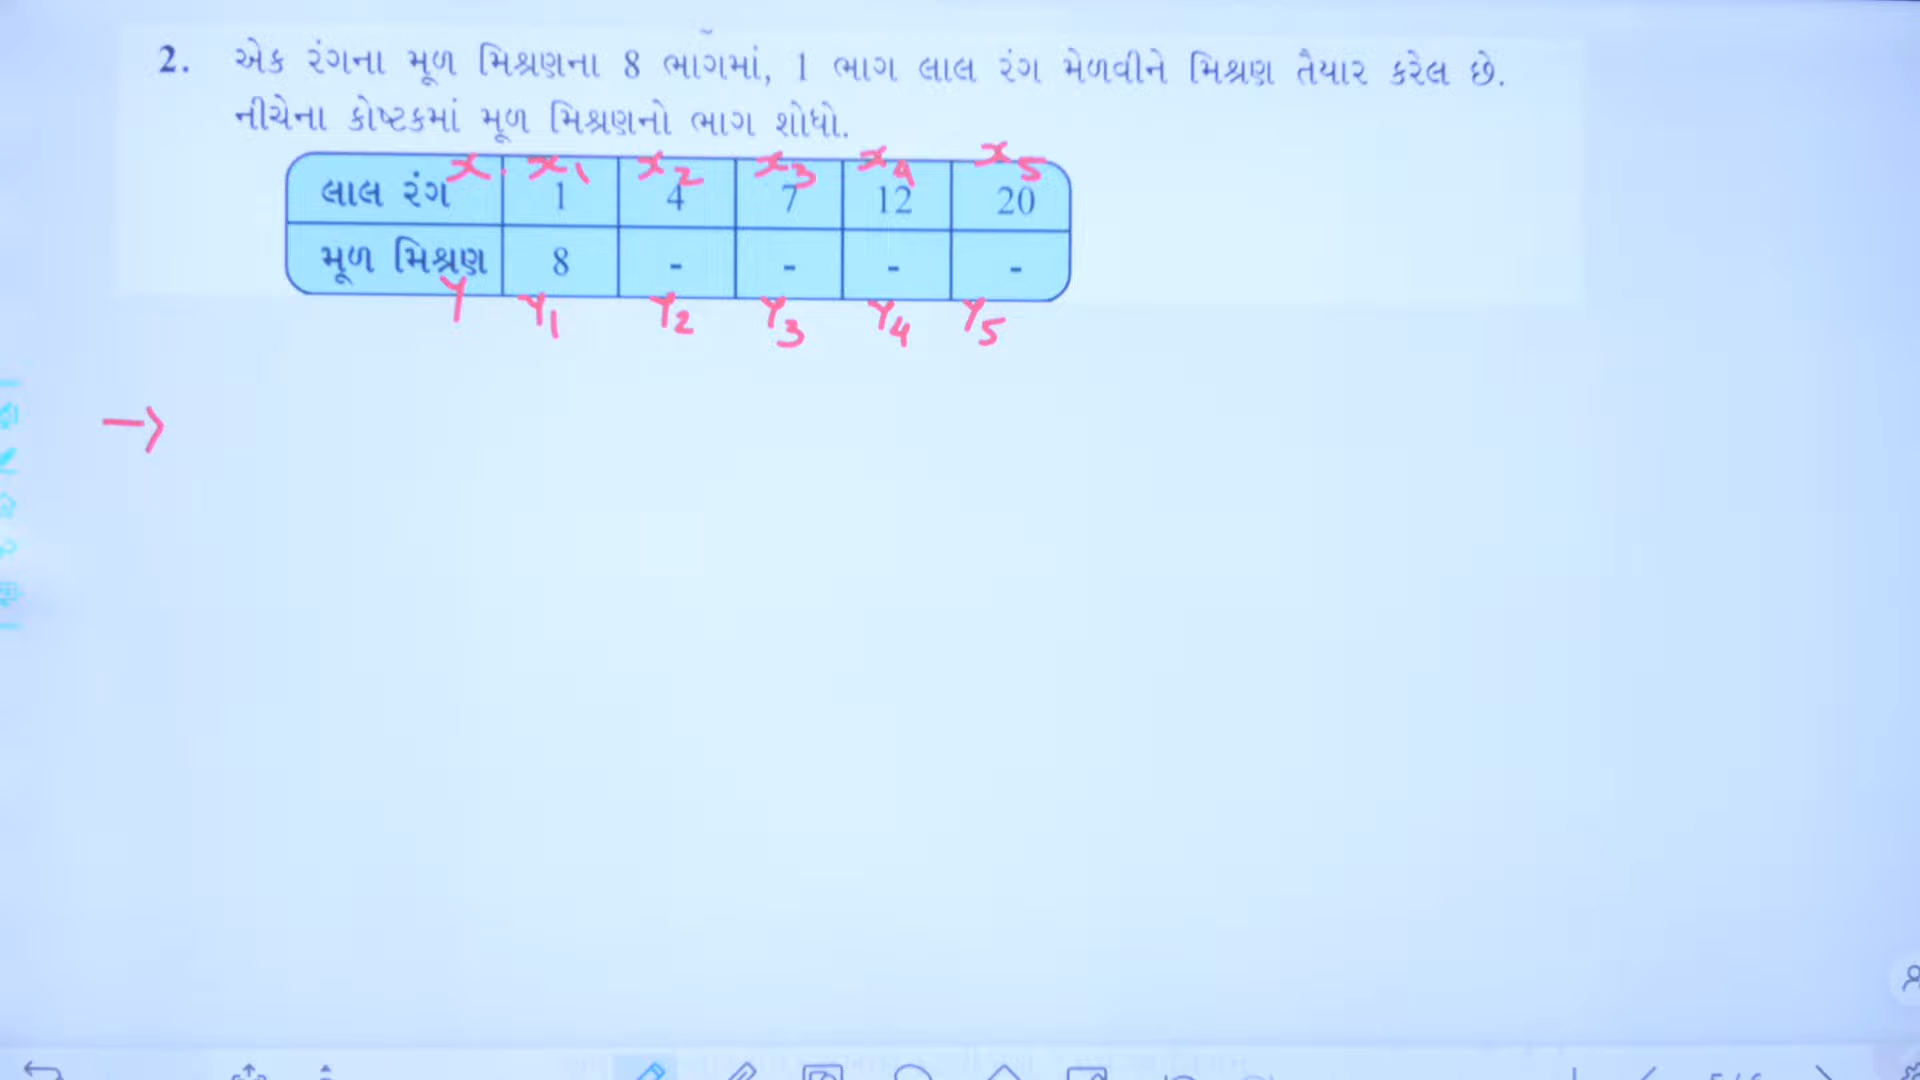 2. એક રંગના મૂળ મિશ્રણના 8 ભાગમાં, 1 ભાગ લાલ રંગ મેળવીને મિશ્રણ તૈયાર કરેલ છે.
નીચેના કોષ્ટકમાં મૂળ મિશ્રણનો ભાગ શોધો.
x x1 x2 x3 x4 x5
લાલ રંગ 1 4 7 12 20
મૂળ મિશ્રણ 8 - - - -
y y1 y2 y3 y4 y5
→